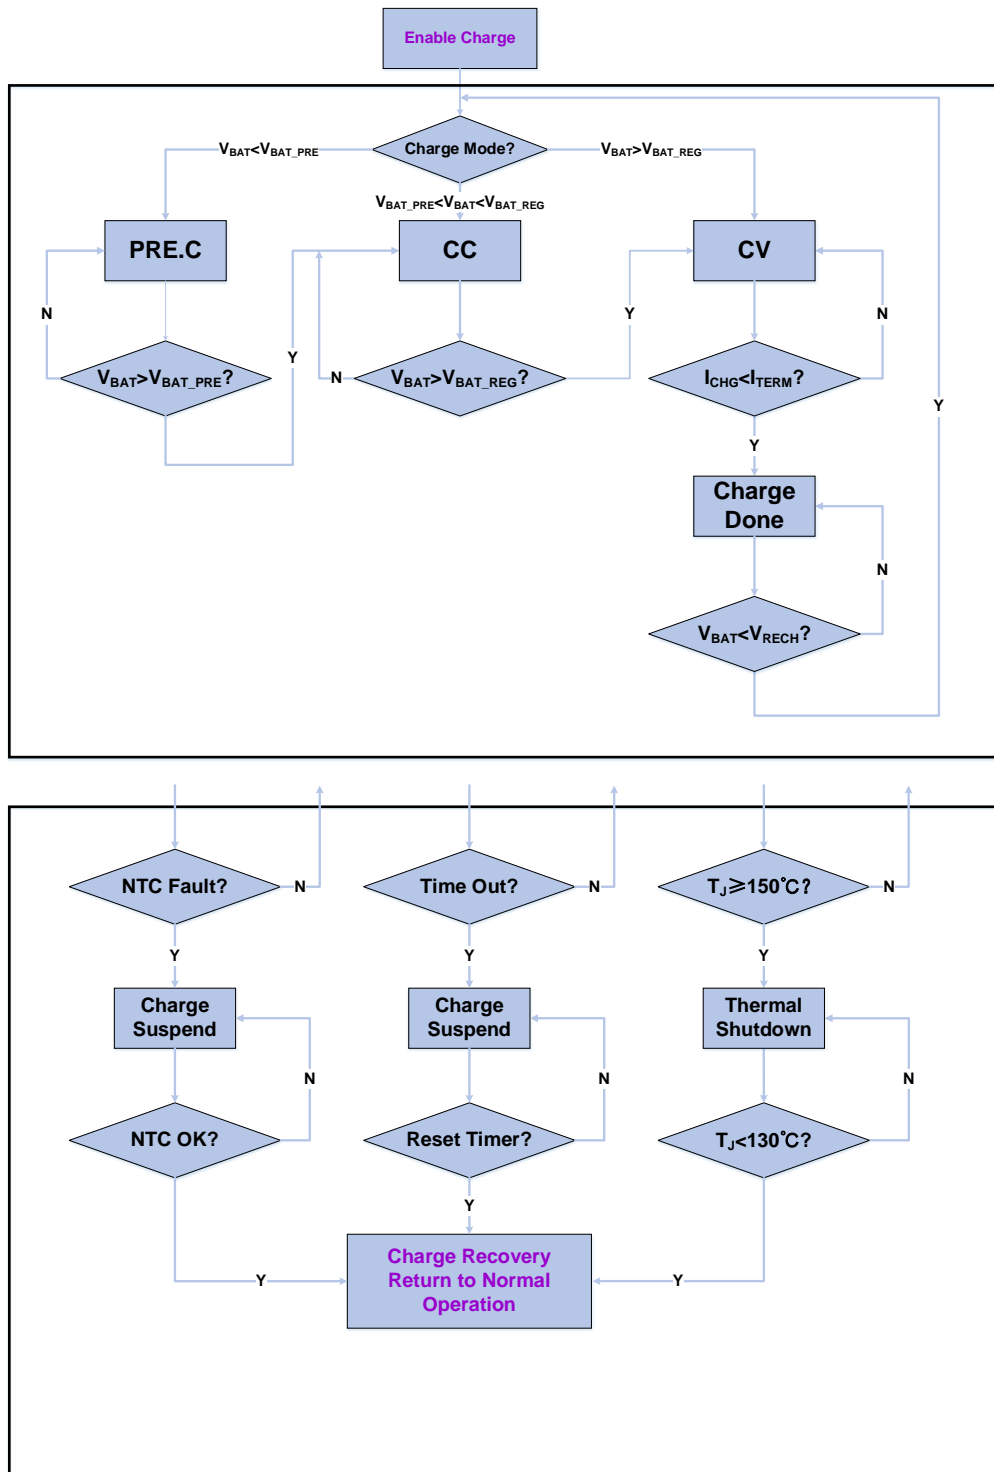 Enable Charge
Charge Mode?
VBAT<VBAT_PRE
VBAT>VBAT_REG
VBAT_PRE<VBAT<VBAT_REG
PRE.C
CC
CV
N
Y
Y
N
VBAT>VBAT_PRE?
N
VBAT>VBAT_REG?
ICHG<ITERM?
Y
Y
Charge
Done
N
VBAT<VRECH?
NTC Fault?
N
Time Out?
N
TJ≥150℃?
N
Y
Y
Y
Charge
Suspend
Charge
Suspend
Thermal
Shutdown
N
N
N
NTC OK?
Reset Timer?
TJ<130℃?
Y
Charge Recovery
Return to Normal
Operation
Y
Y